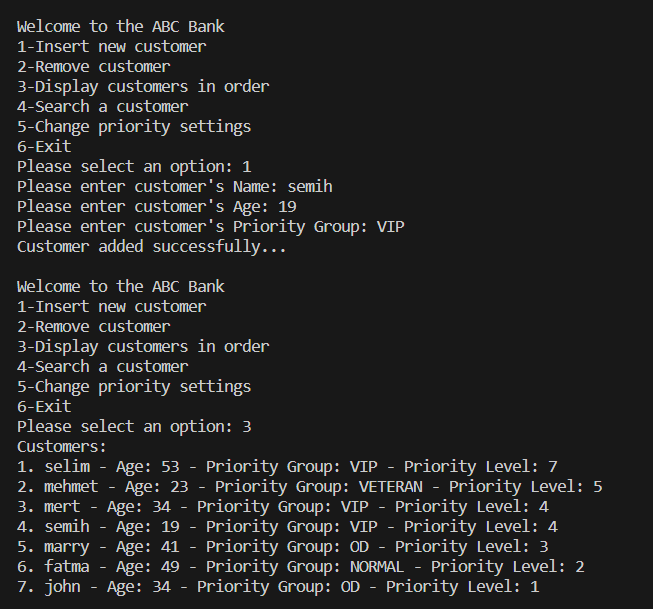 Welcome to the ABC Bank
1-Insert new customer
2-Remove customer
3-Display customers in order
4-Search a customer
5-Change priority settings
6-Exit
Please select an option: 1
Please enter customer's Name: semih
Please enter customer's Age: 19
Please enter customer's Priority Group: VIP
Customer added successfully...
Welcome to the ABC Bank
1-Insert new customer
2-Remove customer
3-Display customers in order
4-Search a customer
5-Change priority settings
6-Exit
Please select an option: 3
Customers:
1. selim - Age: 53 - Priority Group: VIP - Priority Level: 7
2. mehmet - Age: 23 - Priority Group: VETERAN - Priority Level: 5
3. mert - Age: 34 - Priority Group: VIP - Priority Level: 4
4. semih - Age: 19 - Priority Group: VIP - Priority Level: 4
5. marry - Age: 41 - Priority Group: OD - Priority Level: 3
6. fatma - Age: 49 - Priority Group: NORMAL - Priority Level: 2
7. john - Age: 34 - Priority Group: OD - Priority Level: 1